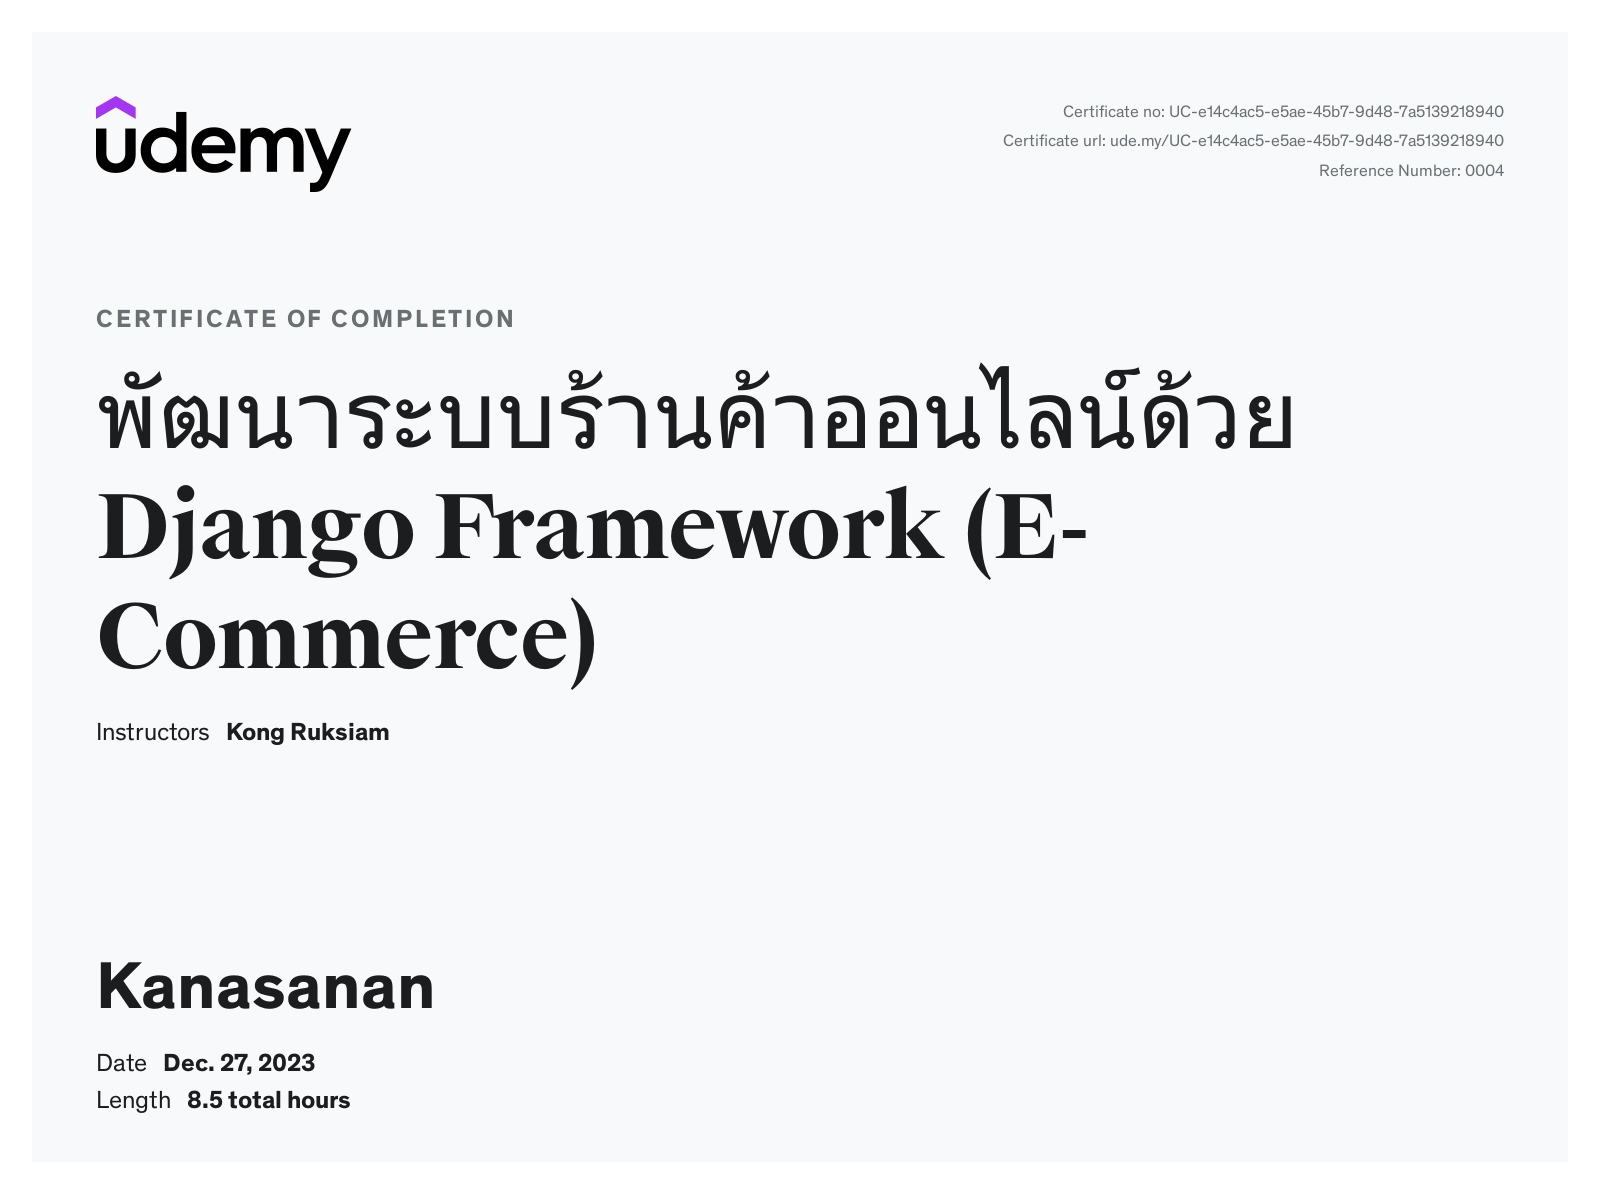 udemy
Certificate no: UC-e14c4ac5-e5ae-45b7-9d48-7a5139218940
Certificate url: ude.my/UC-e14c4ac5-e5ae-45b7-9d48-7a5139218940
Reference Number: 0004
CERTIFICATE OF COMPLETION
พัฒนาระบบร้านค้าออนไลน์ด้วย
Django Framework (E-
Commerce)
Instructors Kong Ruksiam
Kanasanan
Date Dec. 27, 2023
Length 8.5 total hours